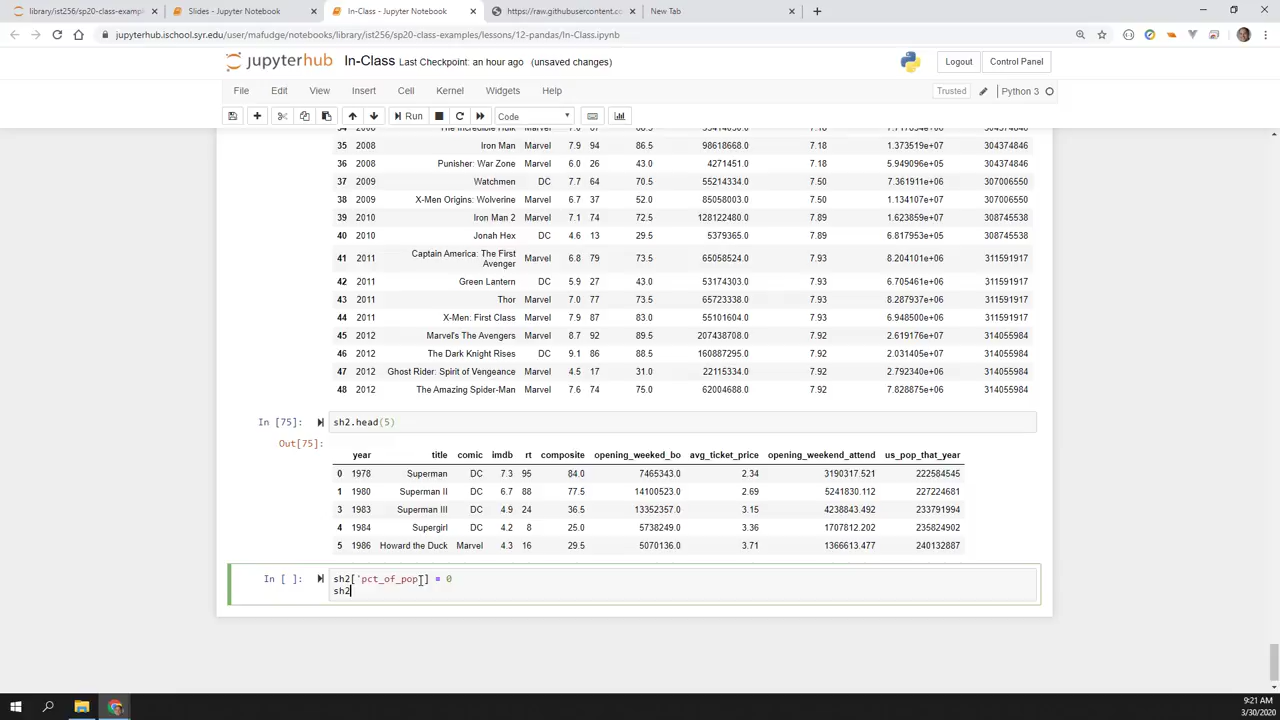 library/ist256/sp20-class-examp
Slides - Jupyter Notebook
In-Class - Jupyter Notebook
https://raw.githubusercontent.co
New Tab
jupyterhub.ischool.syr.edu/user/mafudge/notebooks/library/ist256/sp20-class-examples/lessons/12-pandas/In-Class.ipynb
jupyterhub In-Class Last Checkpoint: an hour ago (unsaved changes) Logout Control Panel
File Edit View Insert Cell Kernel Widgets Help Trusted Python 3
Run Code
34 2008 The Incredible Hulk Marvel 7.0 67 55414050.0 7.18 304374846
35 2008 Iron Man Marvel 7.9 94 86.5 98618668.0 7.18 1.373519e+07 304374846
36 2008 Punisher: War Zone Marvel 6.0 26 43.0 4271451.0 7.18 5.949096e+05 304374846
37 2009 Watchmen DC 7.7 64 70.5 55214334.0 7.50 7.361911e+06 307006550
38 2009 X-Men Origins: Wolverine Marvel 6.7 37 52.0 85058003.0 7.50 1.134107e+07 307006550
39 2010 Iron Man 2 Marvel 7.1 74 72.5 128122480.0 7.89 1.623859e+07 308745538
40 2010 Jonah Hex DC 4.6 13 29.5 5379365.0 7.89 6.817953e+05 308745538
41 2011 Captain America: The First Avenger Marvel 6.8 79 73.5 65058524.0 7.93 8.204101e+06 311591917
42 2011 Green Lantern DC 5.9 27 43.0 53174303.0 7.93 6.705461e+06 311591917
43 2011 Thor Marvel 7.0 77 73.5 65723338.0 7.93 8.287937e+06 311591917
44 2011 X-Men: First Class Marvel 7.9 87 83.0 55101604.0 7.93 6.948500e+06 311591917
45 2012 Marvel's The Avengers Marvel 8.7 92 89.5 207438708.0 7.92 2.619176e+07 314055984
46 2012 The Dark Knight Rises DC 9.1 86 88.5 160887295.0 7.92 2.031405e+07 314055984
47 2012 Ghost Rider: Spirit of Vengeance Marvel 4.5 17 31.0 22115334.0 7.92 2.792340e+06 314055984
48 2012 The Amazing Spider-Man Marvel 7.6 74 75.0 62004688.0 7.92 7.828875e+06 314055984
In [75]: sh2.head(5)
Out[75]:
year title comic imdb rt composite opening_weeked_bo avg_ticket_price opening_weekend_attend us_pop_that_year
0 1978 Superman DC 7.3 95 84.0 7465343.0 2.34 3190317.521 222584545
1 1980 Superman II DC 6.7 88 77.5 14100523.0 2.69 5241830.112 227224681
3 1983 Superman III DC 4.9 24 36.5 13352357.0 3.15 4238843.492 233791994
4 1984 Supergirl DC 4.2 8 25.0 5738249.0 3.36 1707812.202 235824902
5 1986 Howard the Duck Marvel 4.3 16 29.5 5070136.0 3.71 1366613.477 240132887
In [ ]: sh2['pct_of_pop'] = 0
sh2
9:21 AM
3/30/2020